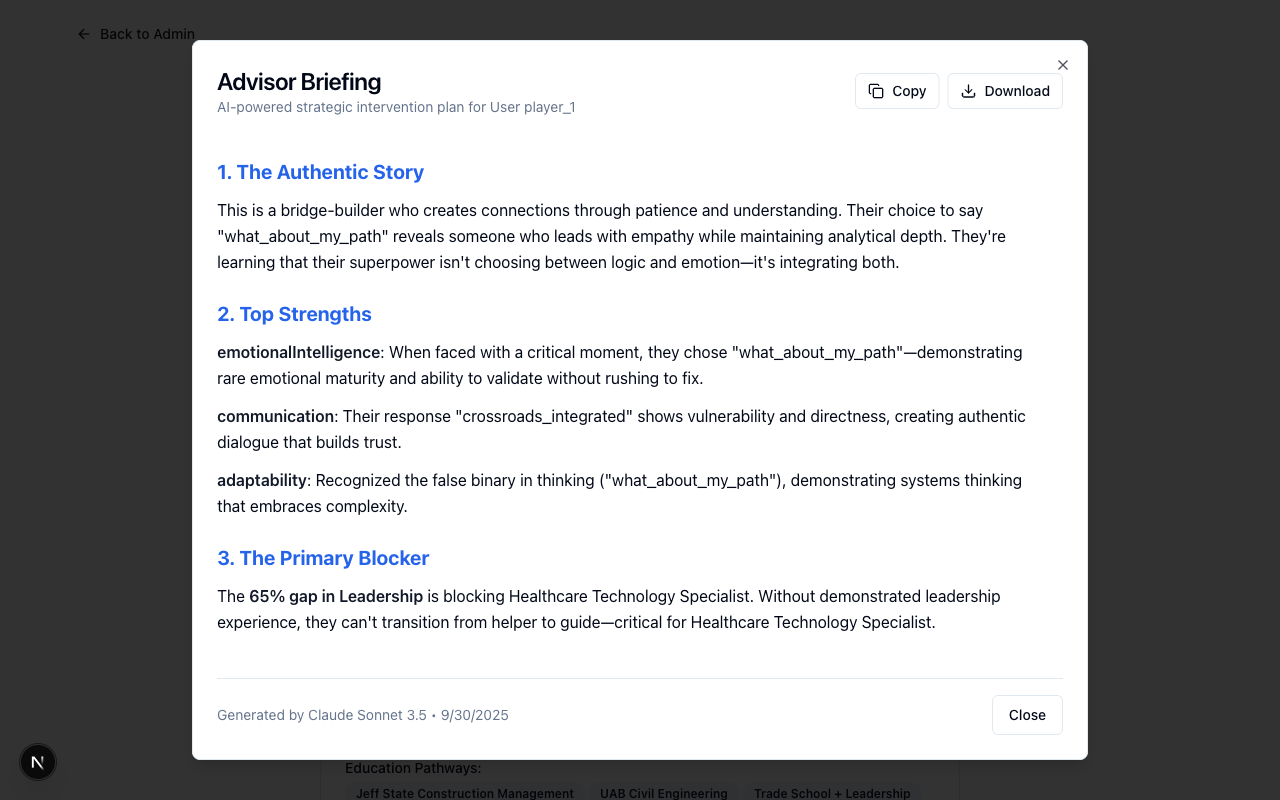 Back to Admin
Advisor Briefing
AI-powered strategic intervention plan for User player_1
Copy
Download
1. The Authentic Story
This is a bridge-builder who creates connections through patience and understanding. Their choice to say
"what_about_my_path" reveals someone who leads with empathy while maintaining analytical depth. They're
learning that their superpower isn't choosing between logic and emotion—it's integrating both.
2. Top Strengths
emotionalIntelligence: When faced with a critical moment, they chose "what_about_my_path"—demonstrating
rare emotional maturity and ability to validate without rushing to fix.
communication: Their response "crossroads_integrated" shows vulnerability and directness, creating authentic
dialogue that builds trust.
adaptability: Recognized the false binary in thinking ("what_about_my_path"), demonstrating systems thinking
that embraces complexity.
3. The Primary Blocker
The 65% gap in Leadership is blocking Healthcare Technology Specialist. Without demonstrated leadership
experience, they can't transition from helper to guide—critical for Healthcare Technology Specialist.
Generated by Claude Sonnet 3.5 • 9/30/2025
Close
N
Education Pathways:
Jeff State Construction Management
UAB Civil Engineering
Trade School + Leadership